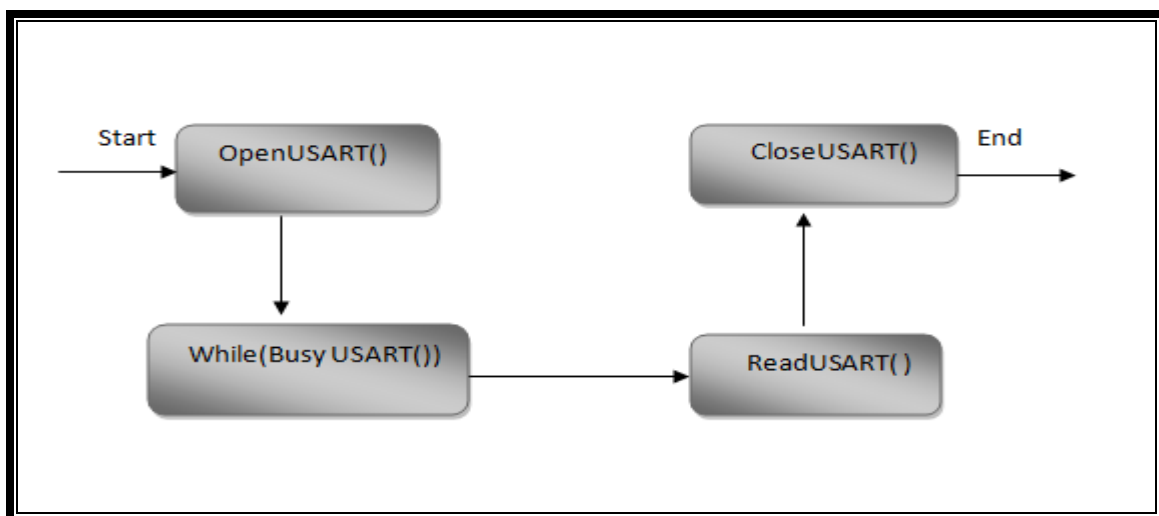 Start
OpenUSART()
While(Busy USART())
ReadUSART( )
CloseUSART()
End